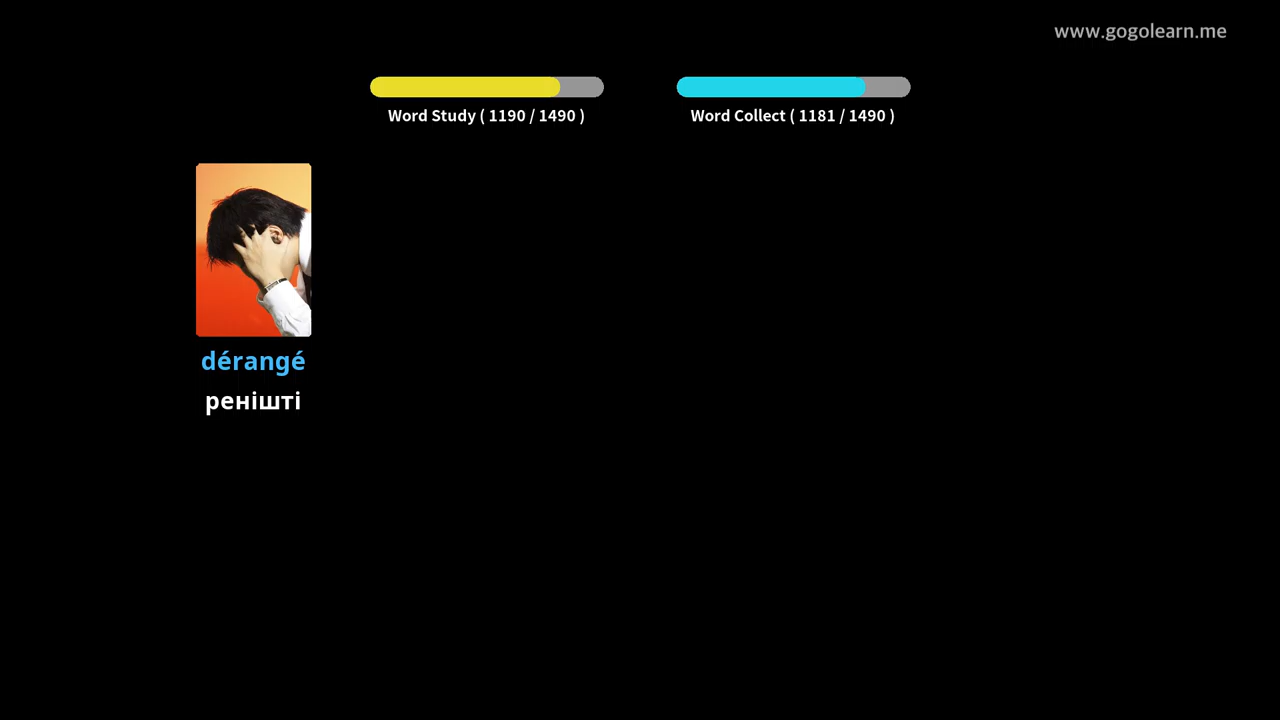 www.gogolearn.me
Word Study ( 1190 / 1490 )
Word Collect ( 1181 / 1490 )
dérangé
ренішті